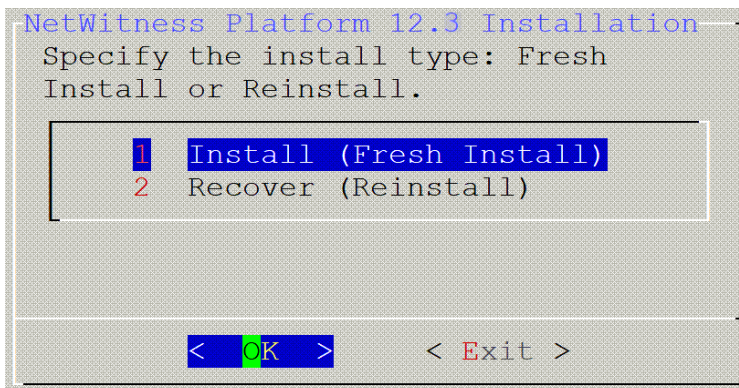 NetWitness Platform 12.3 Installation
Specify the install type: Fresh
Install or Reinstall.
1 Install (Fresh Install)
2 Recover (Reinstall)
< OK > < Exit >